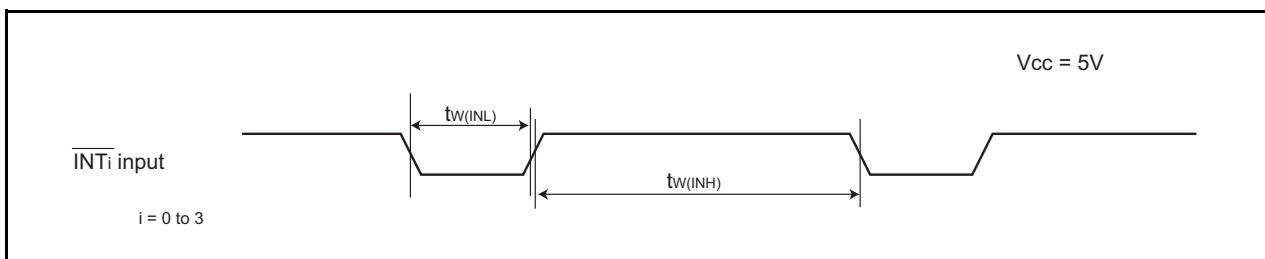 Vcc = 5V
tW(INL)
INTi input
tW(INH)
i = 0 to 3